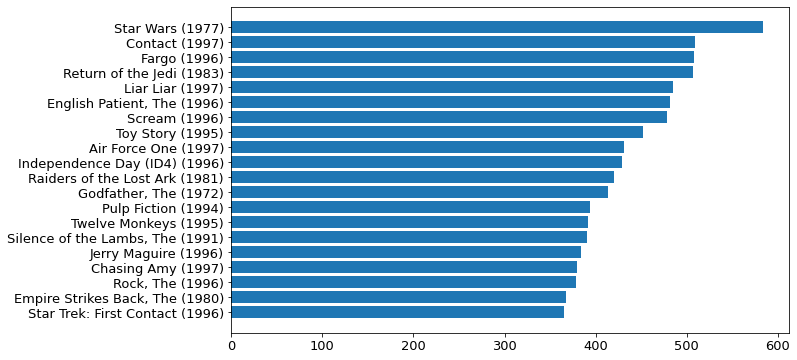 Star Wars (1977)
Contact (1997)
Fargo (1996)
Return of the Jedi (1983)
Liar Liar (1997)
English Patient, The (1996)
Scream (1996)
Toy Story (1995)
Air Force One (1997)
Independence Day (ID4) (1996)
Raiders of the Lost Ark (1981)
Godfather, The (1972)
Pulp Fiction (1994)
Twelve Monkeys (1995)
Silence of the Lambs, The (1991)
Jerry Maguire (1996)
Chasing Amy (1997)
Rock, The (1996)
Empire Strikes Back, The (1980)
Star Trek: First Contact (1996)
0 100 200 300 400 500 600